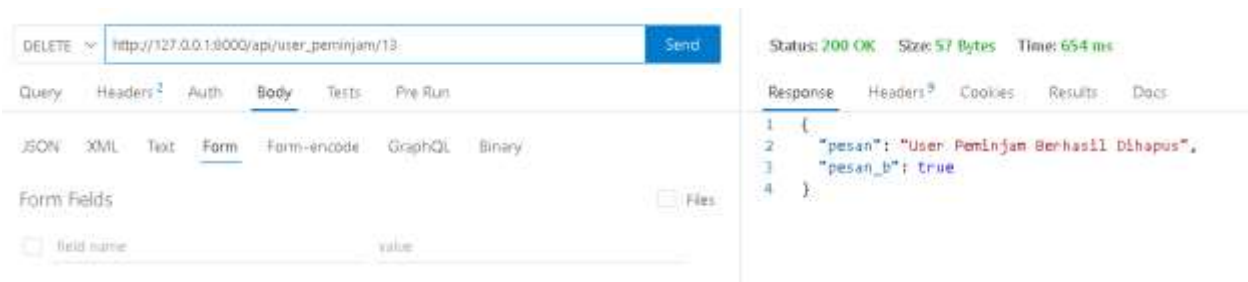 DELETE http://127.0.0.1:8000/api/user_peminjam/13 Send
Query Headers 2 Auth Body Tests Pre Run
JSON XML Text Form Form-encode GraphQL Binary
Form Fields Files
field name value
Status: 200 OK Size: 57 Bytes Time: 654 ms
Response Headers 9 Cookies Results Docs
1 {
2 "pesan": "User Peminjam Berhasil Dihapus",
3 "pesan_b": true
4 }